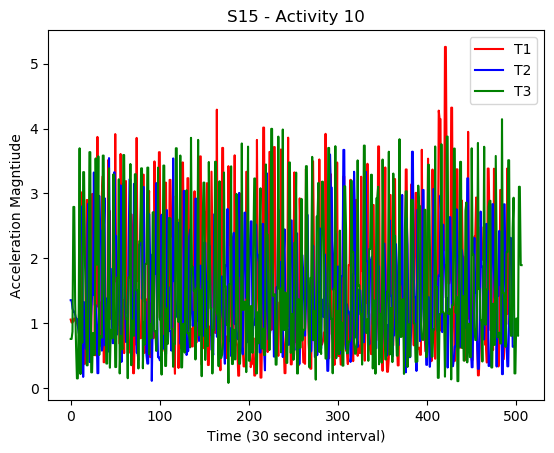 S15 - Activity 10
T1
T2
T3
5
4
3
2
1
0
Acceleration Magntiude
0
100
200
300
400
500
Time (30 second interval)